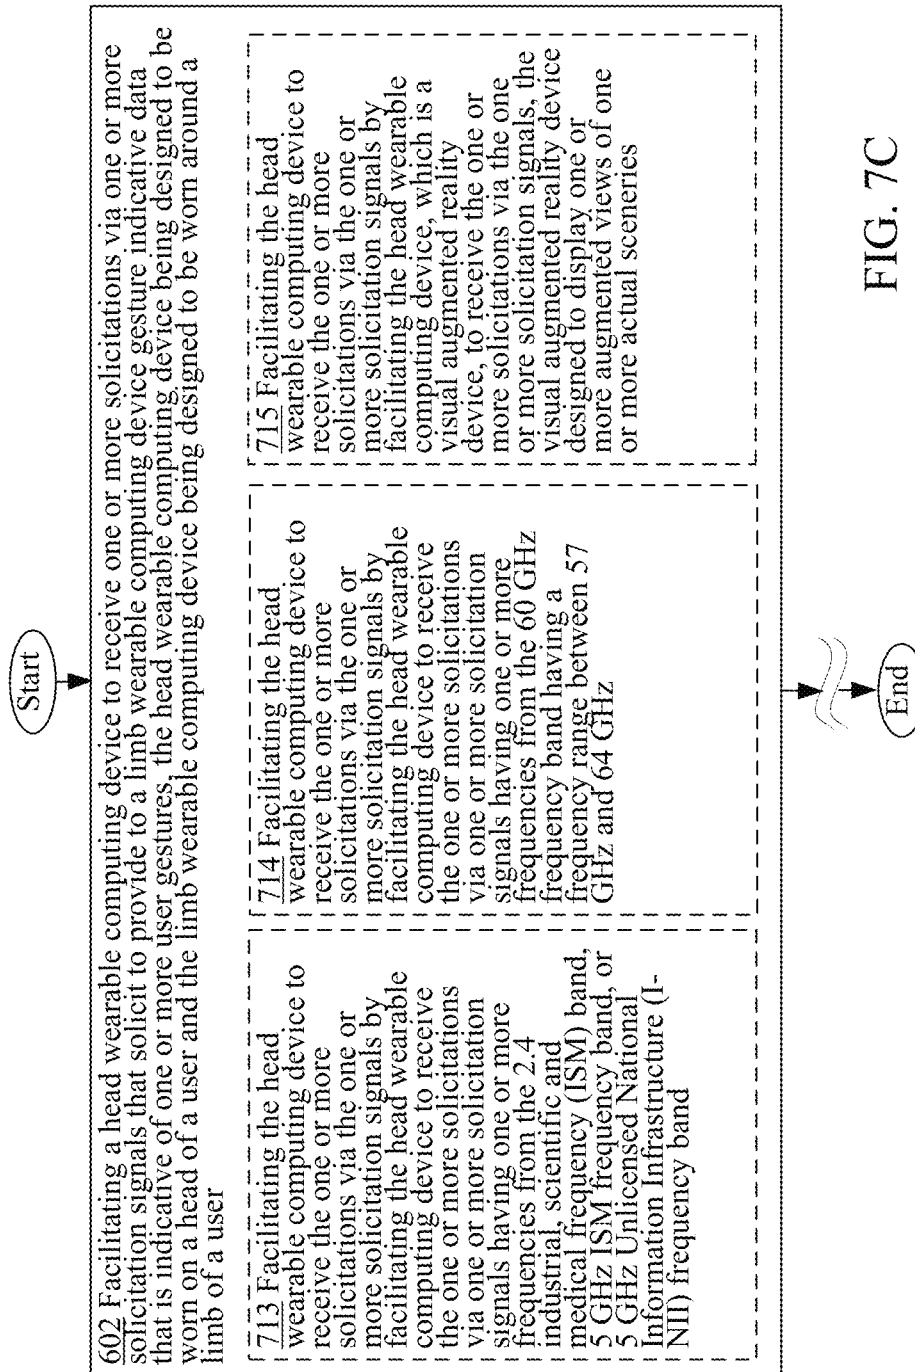 Start
602 Facilitating a head wearable computing device to receive one or more solicitations via one or more
solicitation signals that solicit to provide to a limb wearable computing device gesture indicative data
that is indicative of one or more user gestures, the head wearable computing device being designed to be
worn on a head of a user and the limb wearable computing device being designed to be worn around a
limb of a user
713 Facilitating the head
wearable computing device to
receive the one or more
solicitations via the one or
more solicitation signals by
facilitating the head wearable
computing device to receive
the one or more solicitations
via one or more solicitation
signals having one or more
frequencies from the 2.4
industrial, scientific and
medical frequency (ISM) band,
5 GHz ISM frequency band, or
5 GHz Unlicensed National
Informaton Infrastructure (I-
NII) frequency band
714 Facilitating the head
wearable computing device to
receive the one or more
solicitations via the one or
more solicitation signals by
facilitating the head wearable
computing device to receive
the one or more solicitations
via one or more solicitation
signals having one or more
frequencies from the 60 GHz
frequency band having a
frequency range between 57
GHz and 64 GHz
715 Facilitating the head
wearable computing device to
receive the one or more
solicitations via the one or
more solicitation signals by
facilitating the head wearable
computing device, which is a
visual augmented reality
device, to receive the one or
more solicitations via the one
or more solicitation signals, the
visual augmented reality device
designed to display one or
more augmented views of one
or more actual sceneries
End
FIG. 7C